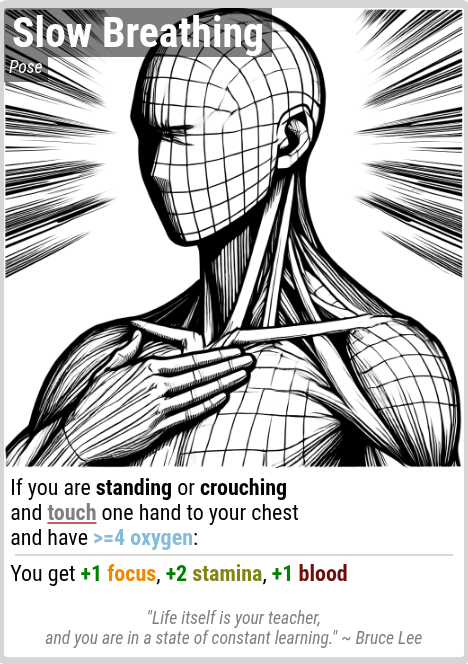 Slow Breathing
Pose
If you are standing or crouching
and touch one hand to your chest
and have >=4 oxygen:
You get +1 focus, +2 stamina, +1 blood
"Life itself is your teacher,
and you are in a state of constant learning." ~ Bruce Lee